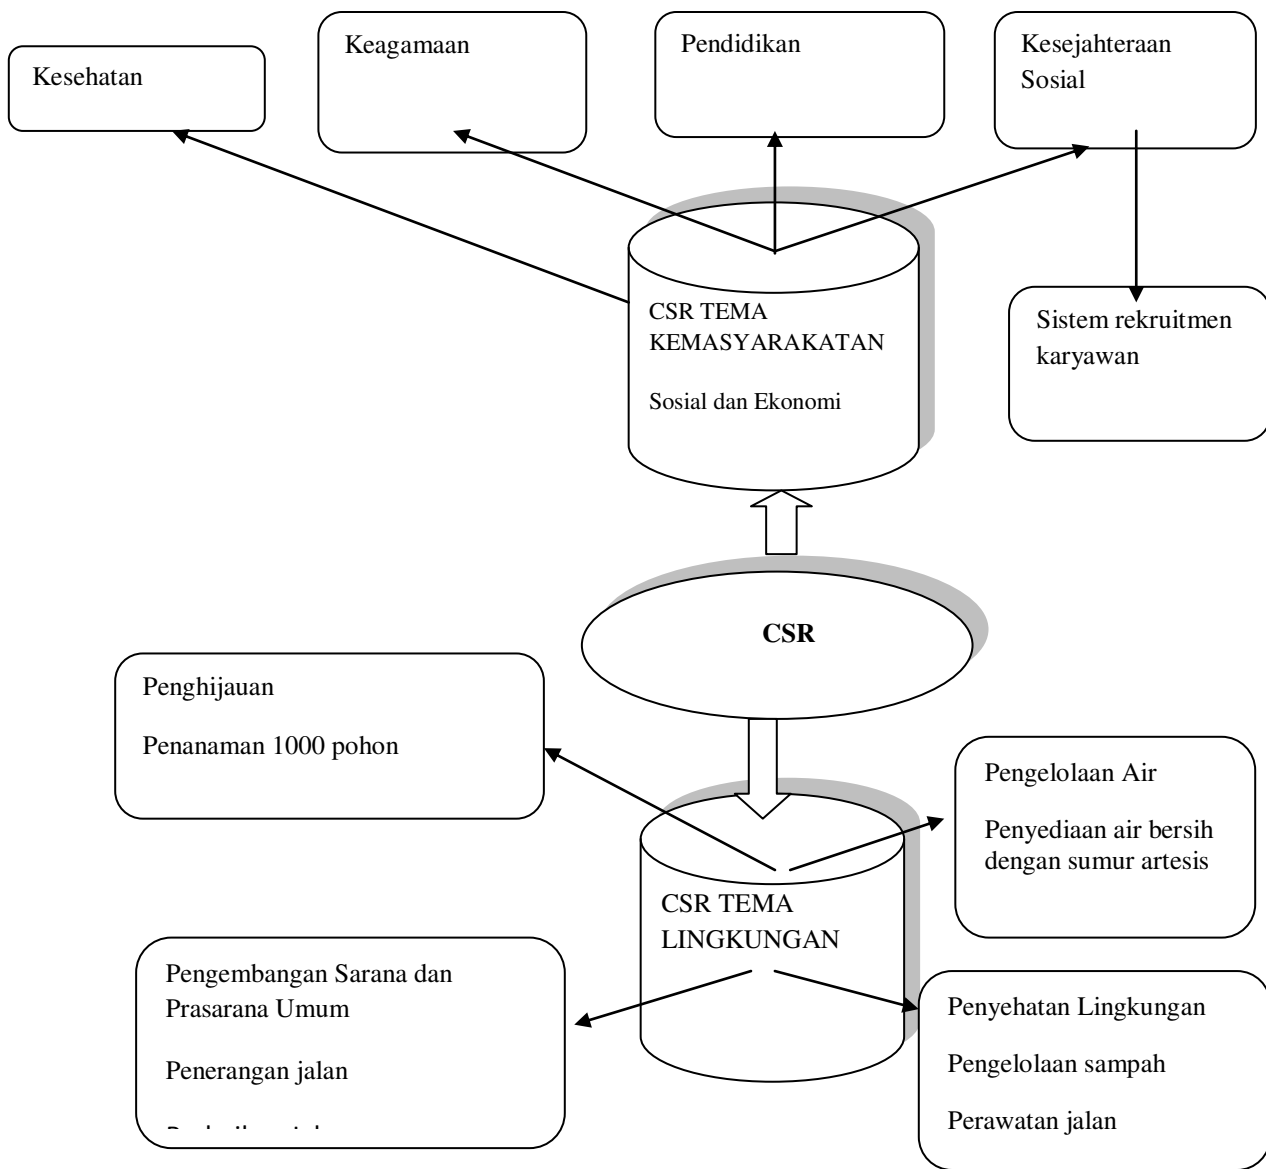 Kesehatan
Keagamaan
Pendidikan
Kesejahteraan
Sosial
CSR TEMA
KEMASYARAKATAN
Sosial dan Ekonomi
Sistem rekruitmen
karyawan
CSR
Penghijauan
Penanaman 1000 pohon
Pengelolaan Air
Penyediaan air bersih
dengan sumur artesis
CSR TEMA
LINGKUNGAN
Pengembangan Sarana dan
Prasarana Umum
Penerangan jalan
Penyehatan Lingkungan
Pengelolaan sampah
Perawatan jalan